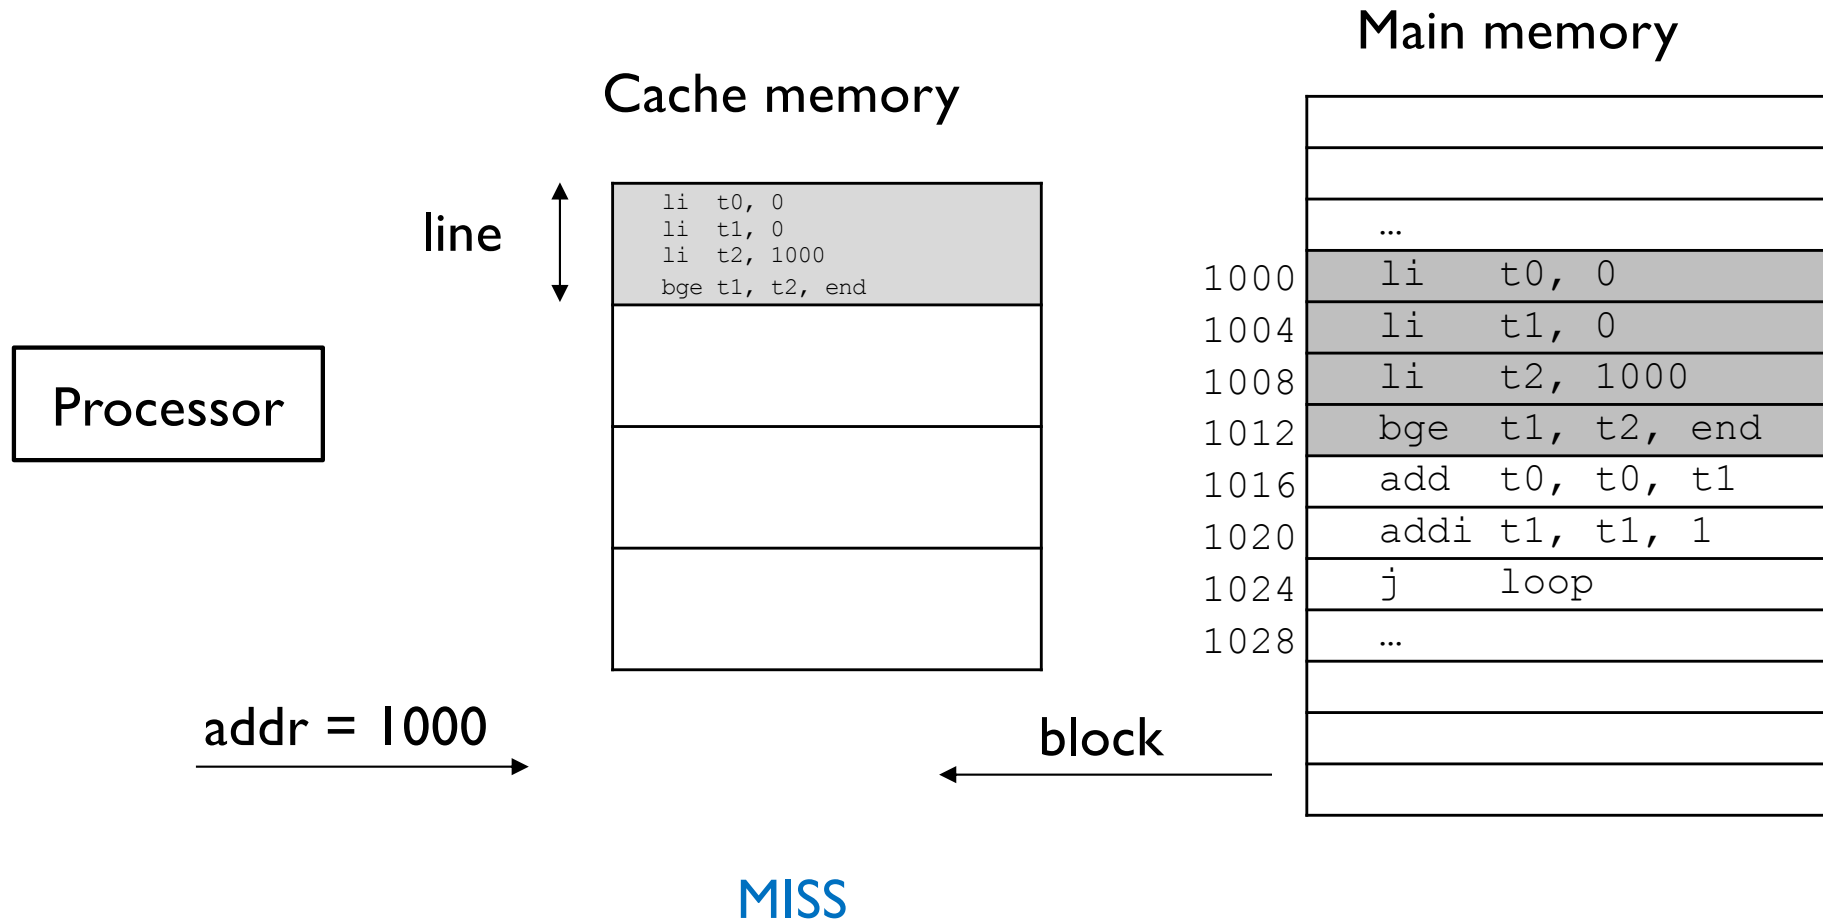 Main memory
Cache memory
line
li t0, 0
li t1, 0
li t2, 1000
bge t1, t2, end
Processor
…
1000 li t0, 0
1004 li t1, 0
1008 li t2, 1000
1012 bge t1, t2, end
1016 add t0, t0, t1
1020 addi t1, t1, 1
1024 j loop
1028 …
addr = 1000
block
MISS